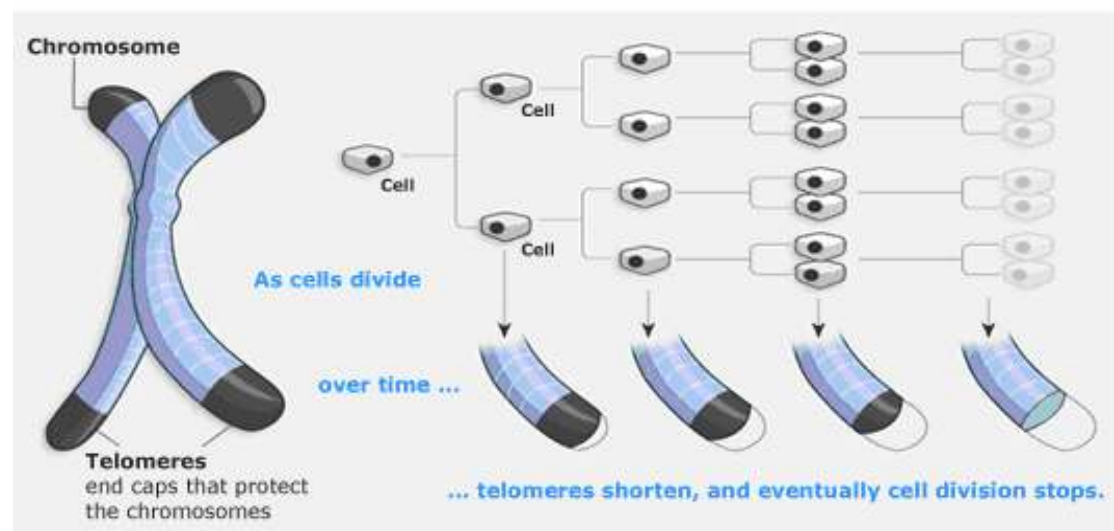 Chromosome
Cell
Cell
Cell
As cells divide
over time ...
Telomeres
end caps that protect
the chromosomes
... telomeres shorten, and eventually cell division stops.